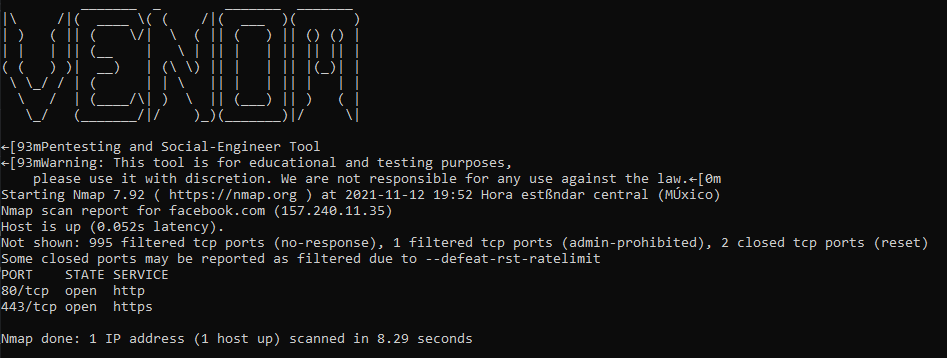 VENOM
←[93mPentesting and Social-Engineer Tool
←[93mWarning: This tool is for educational and testing purposes,
please use it with discretion. We are not responsible for any use against the law.←[0m
Starting Nmap 7.92 ( https://nmap.org ) at 2021-11-12 19:52 Hora estßndar central (MÚxico)
Nmap scan report for facebook.com (157.240.11.35)
Host is up (0.052s latency).
Not shown: 995 filtered tcp ports (no-response), 1 filtered tcp ports (admin-prohibited), 2 closed tcp ports (reset)
Some closed ports may be reported as filtered due to --defeat-rst-ratelimit
PORT    STATE SERVICE
80/tcp  open  http
443/tcp open  https
Nmap done: 1 IP address (1 host up) scanned in 8.29 seconds